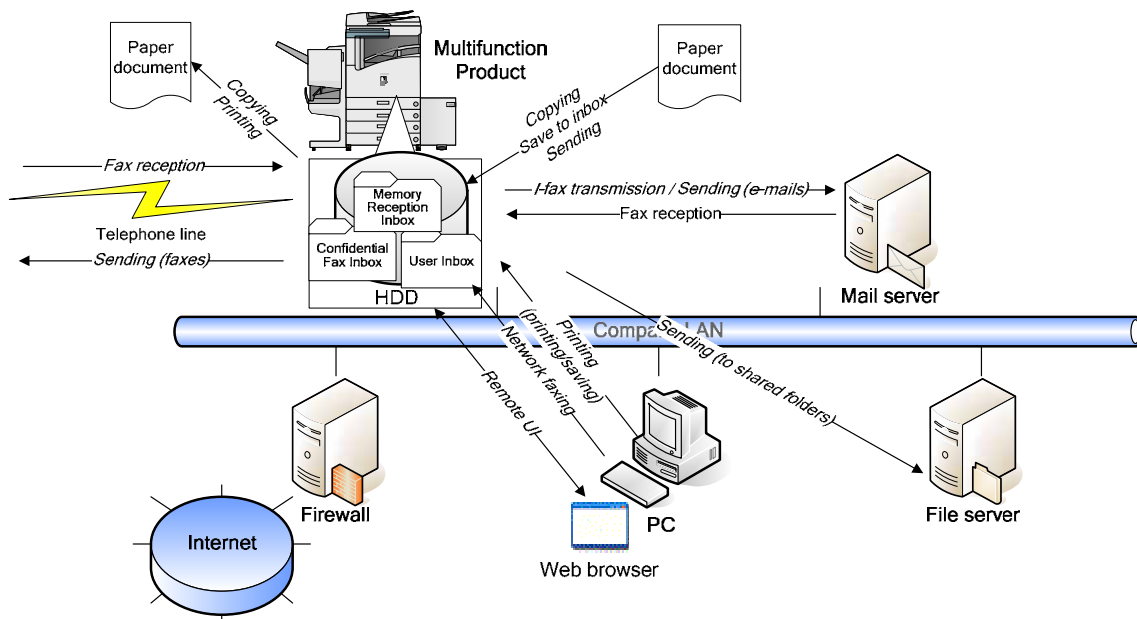 Paper
document
Multifunction
Product
Paper
document
Copying
Printing
Copying
Save to inbox
Sending
Fax reception
Telephone line
Sending (faxes)
Memory
Reception
Inbox
Confidential
Fax Inbox
User Inbox
HDD
I-fax transmission / Sending (e-mails)
Fax reception
Mail server
Company LAN
Printing
(printing/saving)
Network faxing
Remote UI
Sending (to shared folders)
Firewall
Internet
PC
Web browser
File server